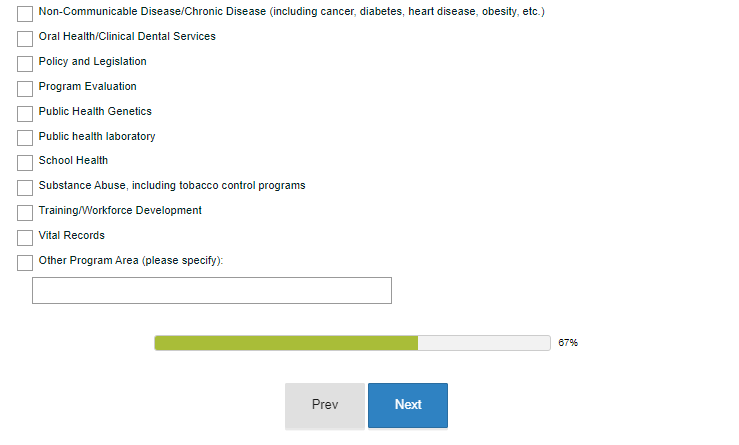 Non-Communicable Disease/Chronic Disease (including cancer, diabetes, heart disease, obesity, etc.)
Oral Health/Clinical Dental Services
Policy and Legislation
Program Evaluation
Public Health Genetics
Public health laboratory
School Health
Substance Abuse, including tobacco control programs
Training/Workforce Development
Vital Records
Other Program Area (please specify):
67%
Prev
Next